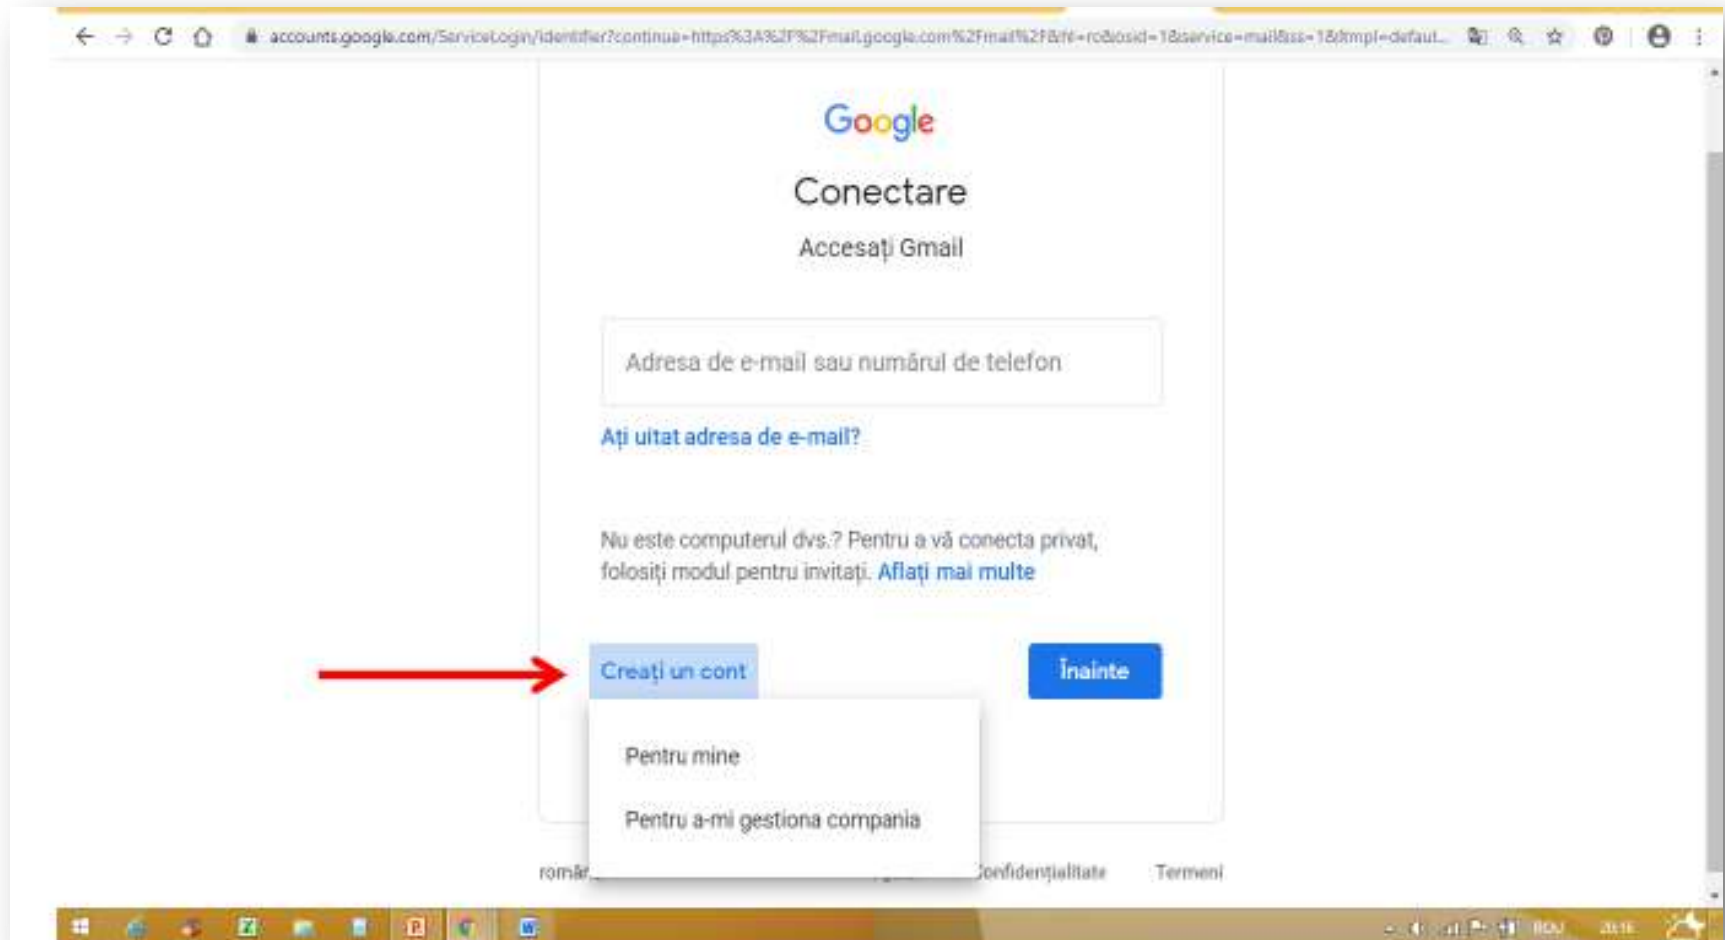 accounts.google.com/ServiceLogin/identifier?continue=https%3A%2F%2Fmail.google.com%2Fmail%2F&hl=ro&osid=1&service=mail&ss=1&ltmpl=defaul...
Google
Conectare
Accesați Gmail
Adresa de e-mail sau numărul de telefon
Ați uitat adresa de e-mail?
Nu este computerul dvs.? Pentru a vă conecta privat,
folosiți modul pentru invitați. Aflați mai multe
Creați un cont
Înainte
Pentru mine
Pentru a-mi gestiona compania
Confidențialitate
Termeni
ROU